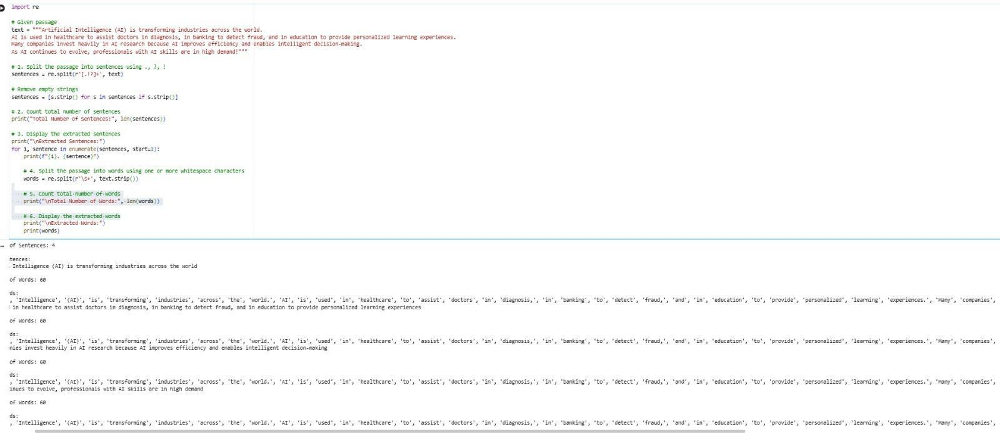 import re
# Given passage
text = """Artificial Intelligence (AI) is transforming industries across the world.
AI is used in healthcare to assist doctors in diagnosis, in banking to detect fraud, and in education to provide personalized learning experiences.
Many companies invest heavily in AI research because AI improves efficiency and enables intelligent decision-making.
As AI continues to evolve, professionals with AI skills are in high demand!"""
# 1. Split the passage into sentences using ., ?, !
sentences = re.split(r'[.!?]+', text)
# Remove empty strings
sentences = [s.strip() for s in sentences if s.strip()]
# 2. Count total number of sentences
print("Total Number of Sentences:", len(sentences))
# 3. Display the extracted sentences
print("\nExtracted Sentences:")
for i, sentence in enumerate(sentences, start=1):
    print(f"{i}. {sentence}")
    # 4. Split the passage into words using one or more whitespace characters
    words = re.split(r'\s+', text.strip())
    # 5. Count total number of words
    print("\nTotal Number of Words:", len(words))
    # 6. Display the extracted words
    print("\nExtracted Words:")
    print(words)
of Sentences: 4
tences:
. Intelligence (AI) is transforming industries across the world
of Words: 60
ds:
, 'Intelligence', '(AI)', 'is', 'transforming', 'industries', 'across', 'the', 'world.', 'AI', 'is', 'used', 'in', 'healthcare', 'to', 'assist', 'doctors', 'in', 'diagnosis,', 'in', 'banking', 'to', 'detect', 'fraud,', 'and', 'in', 'education', 'to', 'provide', 'personalized', 'learning', 'experiences.', 'Many', 'companies',
in healthcare to assist doctors in diagnosis, in banking to detect fraud, and in education to provide personalized learning experiences
of Words: 60
ds:
, 'Intelligence', '(AI)', 'is', 'transforming', 'industries', 'across', 'the', 'world.', 'AI', 'is', 'used', 'in', 'healthcare', 'to', 'assist', 'doctors', 'in', 'diagnosis,', 'in', 'banking', 'to', 'detect', 'fraud,', 'and', 'in', 'education', 'to', 'provide', 'personalized', 'learning', 'experiences.', 'Many', 'companies',
nies invest heavily in AI research because AI improves efficiency and enables intelligent decision-making
of Words: 60
ds:
, 'Intelligence', '(AI)', 'is', 'transforming', 'industries', 'across', 'the', 'world.', 'AI', 'is', 'used', 'in', 'healthcare', 'to', 'assist', 'doctors', 'in', 'diagnosis,', 'in', 'banking', 'to', 'detect', 'fraud,', 'and', 'in', 'education', 'to', 'provide', 'personalized', 'learning', 'experiences.', 'Many', 'companies',
inues to evolve, professionals with AI skills are in high demand
of Words: 60
ds:
, 'Intelligence', '(AI)', 'is', 'transforming', 'industries', 'across', 'the', 'world.', 'AI', 'is', 'used', 'in', 'healthcare', 'to', 'assist', 'doctors', 'in', 'diagnosis,', 'in', 'banking', 'to', 'detect', 'fraud,', 'and', 'in', 'education', 'to', 'provide', 'personalized', 'learning', 'experiences.', 'Many', 'companies',